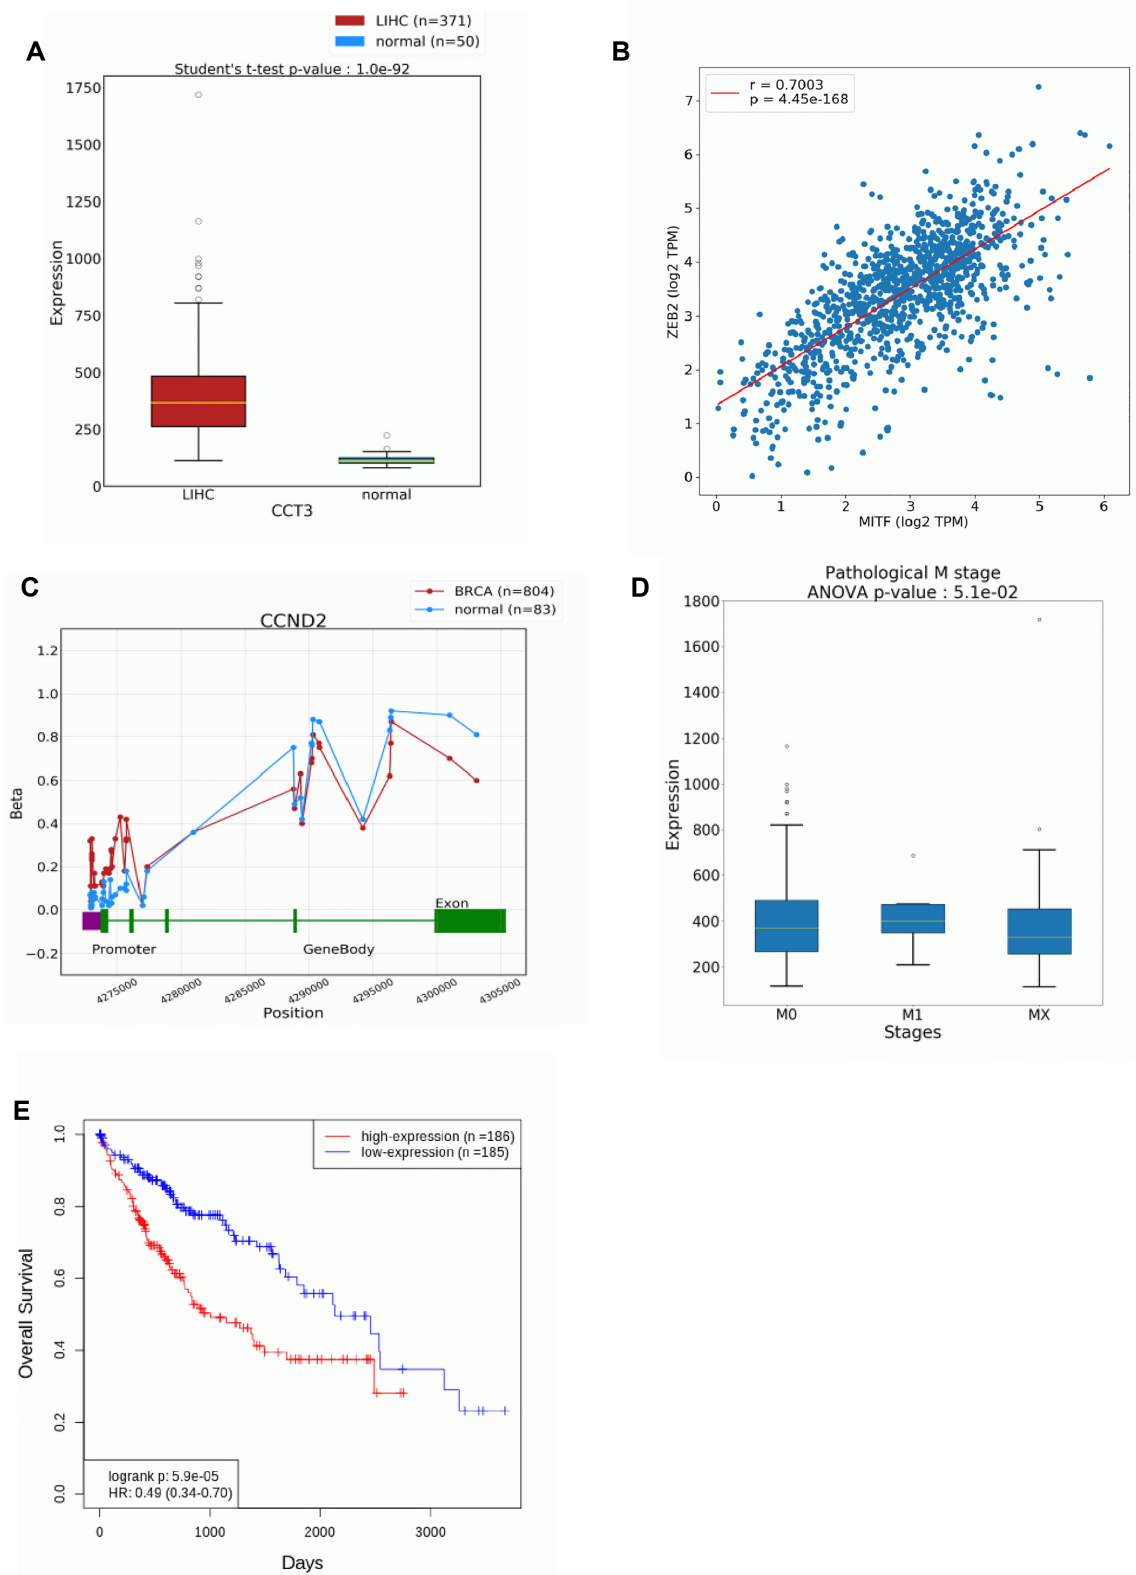 A
LIHC (n=371)
normal (n=50)
Student's t-test p-value : 1.0e-92
1750
1500
1250
1000
750
500
250
0
Expression
LIHC
normal
CCT3
B
r = 0.7003
p = 4.45e-168
7
6
5
4
3
2
1
0
ZEB2 (log2 TPM)
0
1
2
3
4
5
6
MITF (log2 TPM)
C
BRCA (n=804)
normal (n=83)
CCND2
1.2
1.0
0.8
0.6
0.4
0.2
0.0
−0.2
Beta
Exon
Promoter
GeneBody
4275000
4280000
4285000
4290000
4295000
4300000
4305000
Position
D
Pathological M stage
ANOVA p-value : 5.1e-02
1800
1600
1400
1200
1000
800
600
400
200
Expression
M0
M1
MX
Stages
E
high-expression (n =186)
low-expression (n =185)
1.0
0.8
0.6
0.4
0.2
0.0
Overall Survival
logrank p: 5.9e-05
HR: 0.49 (0.34-0.70)
0
1000
2000
3000
Days